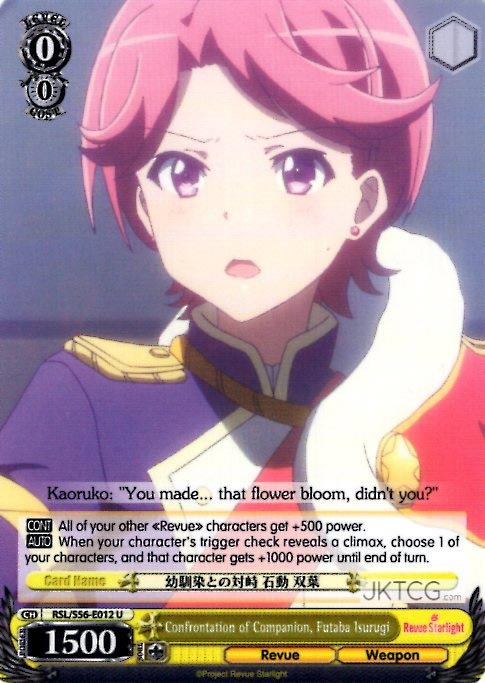 LEVEL
0
0
COST
Kaoruko: "You made... that flower bloom, didn't you?"
CONT All of your other «Revue» characters get +500 power.
AUTO When your character's trigger check reveals a climax, choose 1 of
your characters, and that character gets +1000 power until end of turn.
Card Name 幼馴染との対峙 石動 双葉
JKTCG.com
CH RSL/S56-E012 U
POWER 1500 SOUL
Confrontation of Companion, Futaba Isurugi
Revue Starlight
Revue Weapon
©Project Revue Starlight